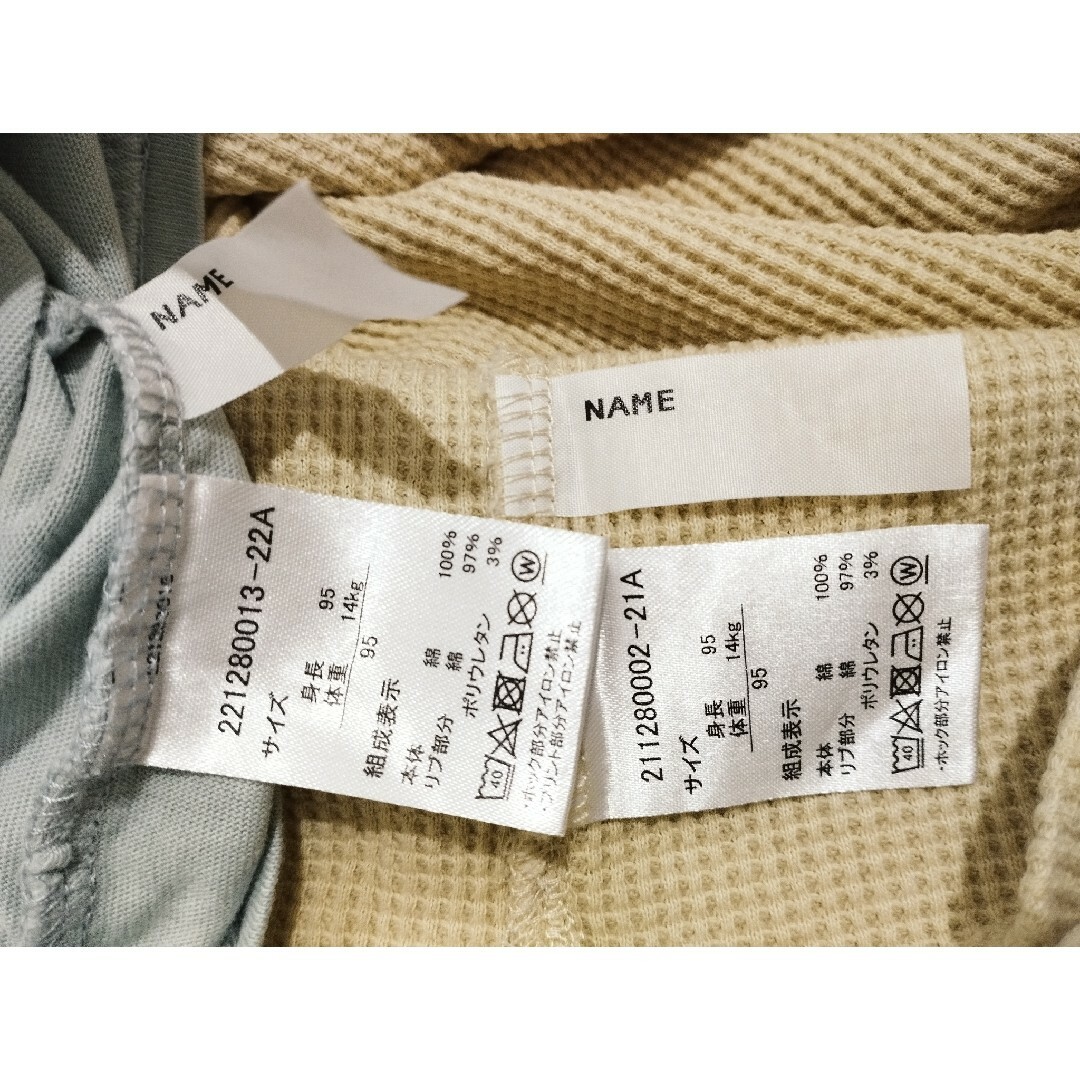 NAME
NAME
221280013-22A
サイズ
身長 95
体重 14kg
95
組成表示
本体 綿 100%
リブ部分 綿 97%
ポリウレタン 3%
40
W
・ホック部分アイロン禁止
・プリント部分アイロン禁止
211280002-21A
サイズ
身長 95
体重 14kg
95
組成表示
本体 綿 100%
リブ部分 綿 97%
ポリウレタン 3%
40
W
・ホック部分アイロン禁止